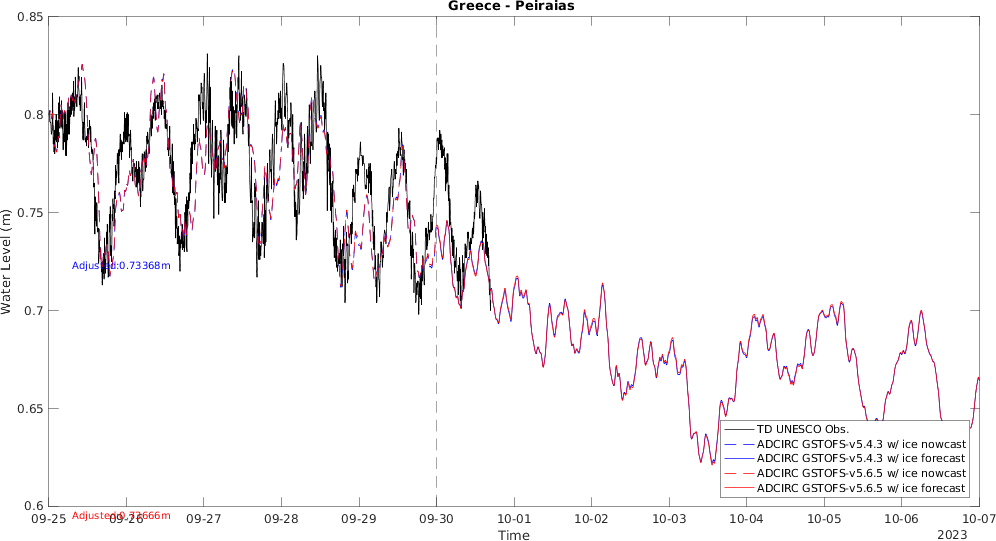 Greece - Peiraias
0.85
0.8
0.75
0.7
0.65
0.6
Water Level (m)
Adjusted:0.73368m
Adjusted:0.73666m
TD UNESCO Obs.
ADCIRC GSTOFS-v5.4.3 w/ ice nowcast
ADCIRC GSTOFS-v5.4.3 w/ ice forecast
ADCIRC GSTOFS-v5.6.5 w/ ice nowcast
ADCIRC GSTOFS-v5.6.5 w/ ice forecast
09-25 09-26 09-27 09-28 09-29 09-30 10-01 10-02 10-03 10-04 10-05 10-06 10-07
Time
2023